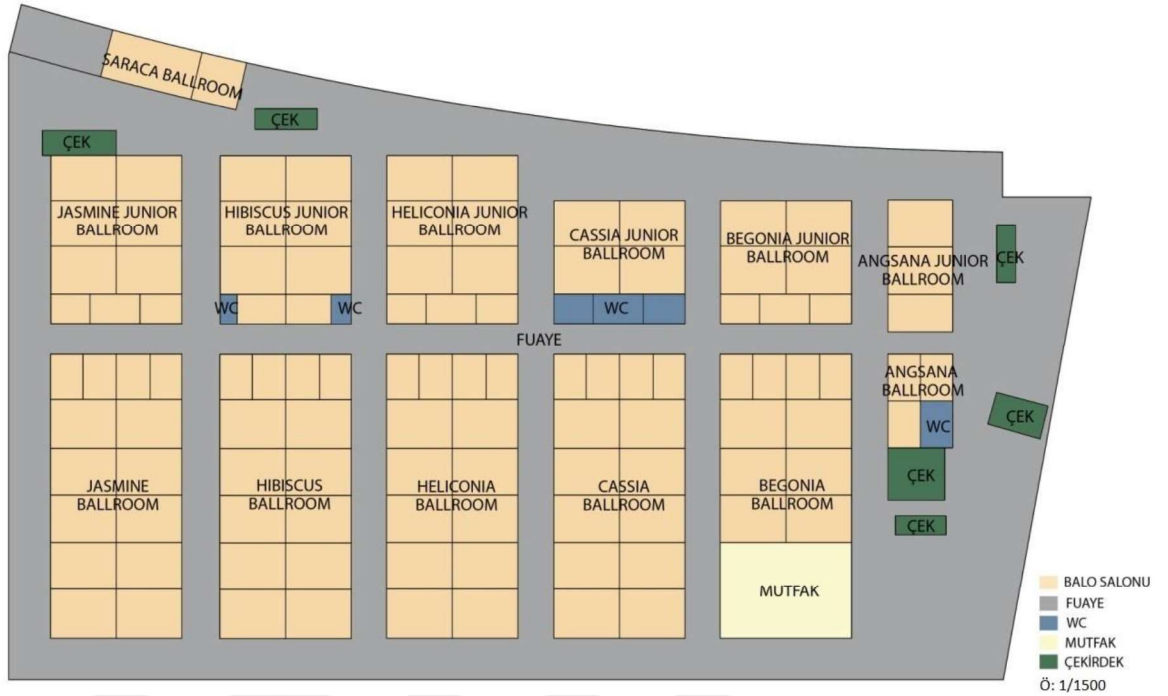 SARACA BALLROOM
ÇEK
ÇEK
JASMINE JUNIOR
BALLROOM
HIBISCUS JUNIOR
BALLROOM
HELICONIA JUNIOR
BALLROOM
CASSIA JUNIOR
BALLROOM
BEGONIA JUNIOR
BALLROOM
ANGSANA JUNIOR
BALLROOM
ÇEK
WC
WC
WC
FUAYE
ANGSANA
BALLROOM
WC
ÇEK
ÇEK
ÇEK
JASMINE
BALLROOM
HIBISCUS
BALLROOM
HELICONIA
BALLROOM
CASSIA
BALLROOM
BEGONIA
BALLROOM
MUTFAK
BALO SALONU
FUAYE
WC
MUTFAK
ÇEKİRDEK
Ö: 1/1500